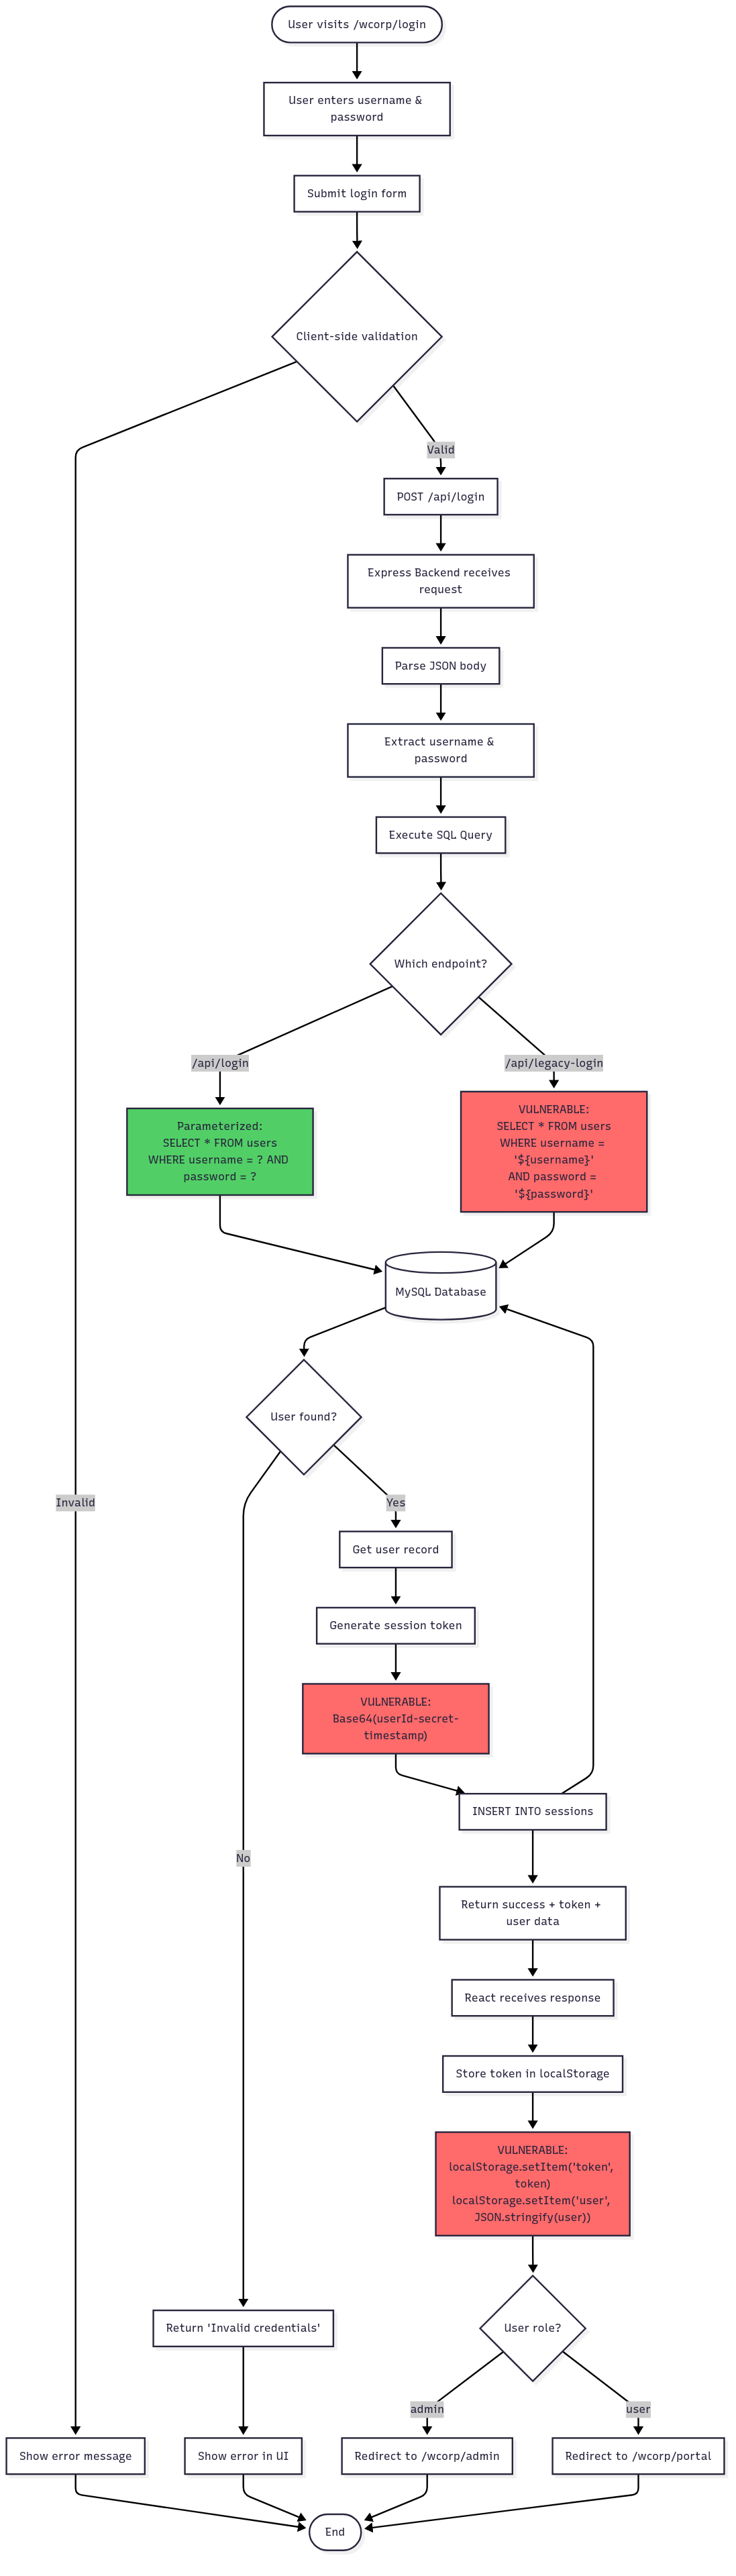 User visits /wcorp/login
User enters username &
password
Submit login form
Client-side validation
Valid
POST /api/login
Express Backend receives
request
Parse JSON body
Extract username &
password
Execute SQL Query
Which endpoint?
/api/login
/api/legacy-login
Parameterized:
SELECT * FROM users
WHERE username = ? AND
password = ?
VULNERABLE:
SELECT * FROM users
WHERE username =
'${username}'
AND password =
'${password}'
MySQL Database
User found?
Invalid
Yes
Get user record
Generate session token
VULNERABLE:
Base64(userId-secret-
timestamp)
INSERT INTO sessions
No
Return success + token +
user data
React receives response
Store token in localStorage
VULNERABLE:
localStorage.setItem('token',
token)
localStorage.setItem('user',
JSON.stringify(user))
Return 'Invalid credentials'
User role?
admin
user
Show error message
Show error in UI
Redirect to /wcorp/admin
Redirect to /wcorp/portal
End